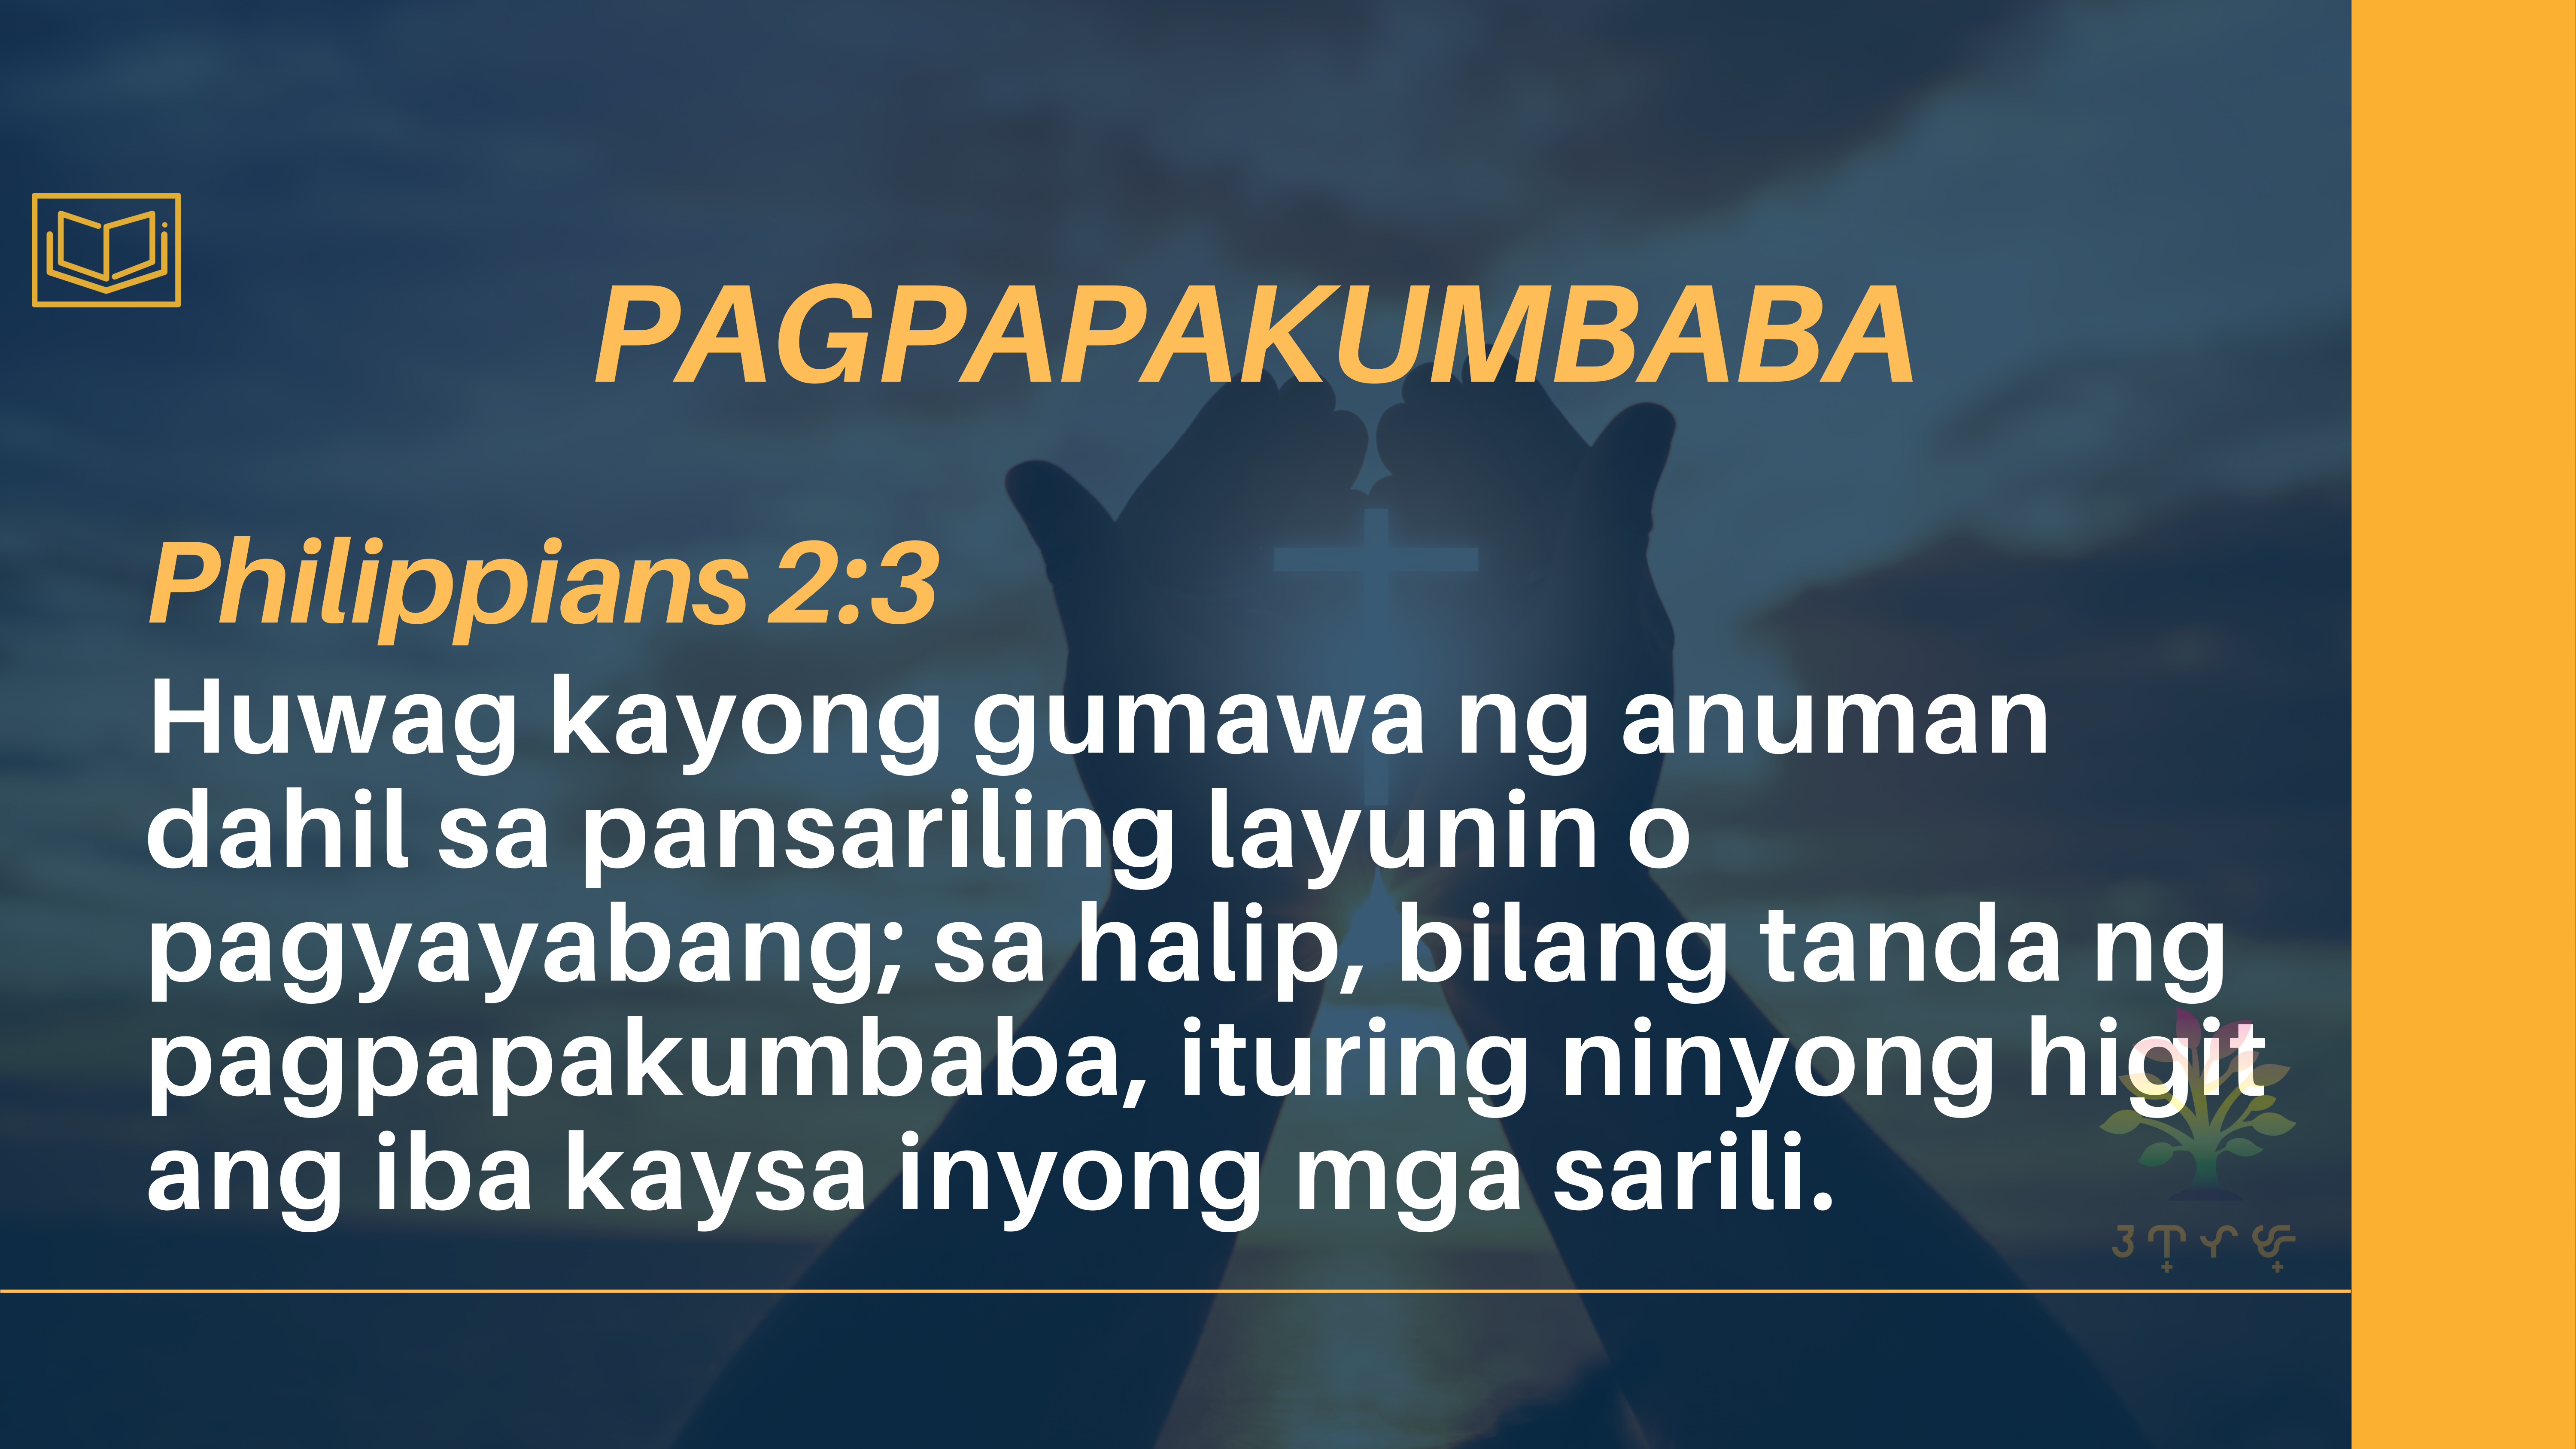 PAGPAPAKUMBABA
Philippians 2:3
Huwag kayong gumawa ng anuman
dahil sa pansariling layunin o
pagyayabang; sa halip, bilang tanda ng
pagpapakumbaba, ituring ninyong higit
ang iba kaysa inyong mga sarili.